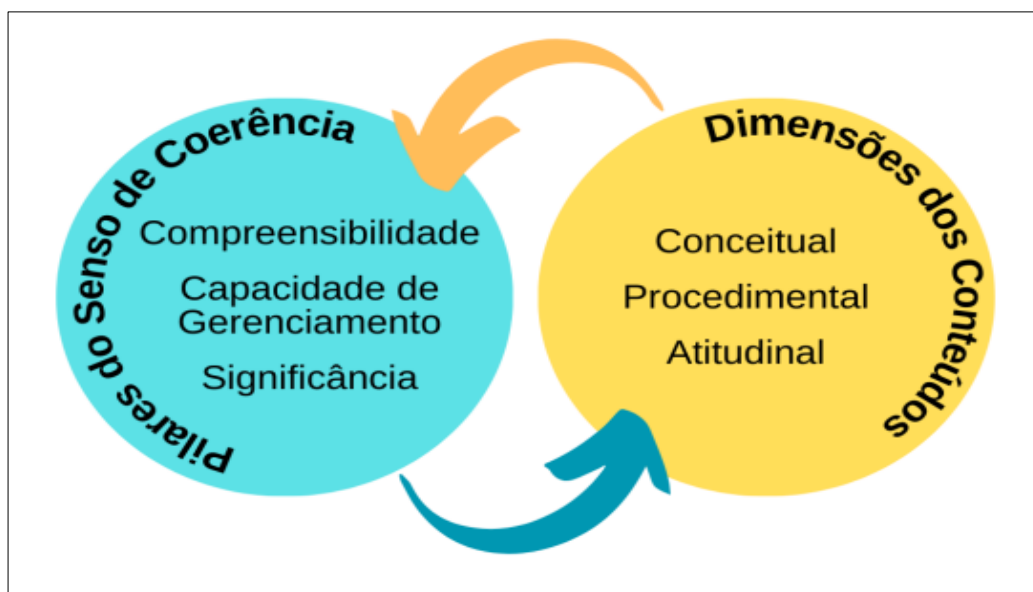 Pilares do Senso de Coerência
Compreensibilidade
Capacidade de
Gerenciamento
Significância
Dimensões dos Conteúdos
Conceitual
Procedimental
Atitudinal